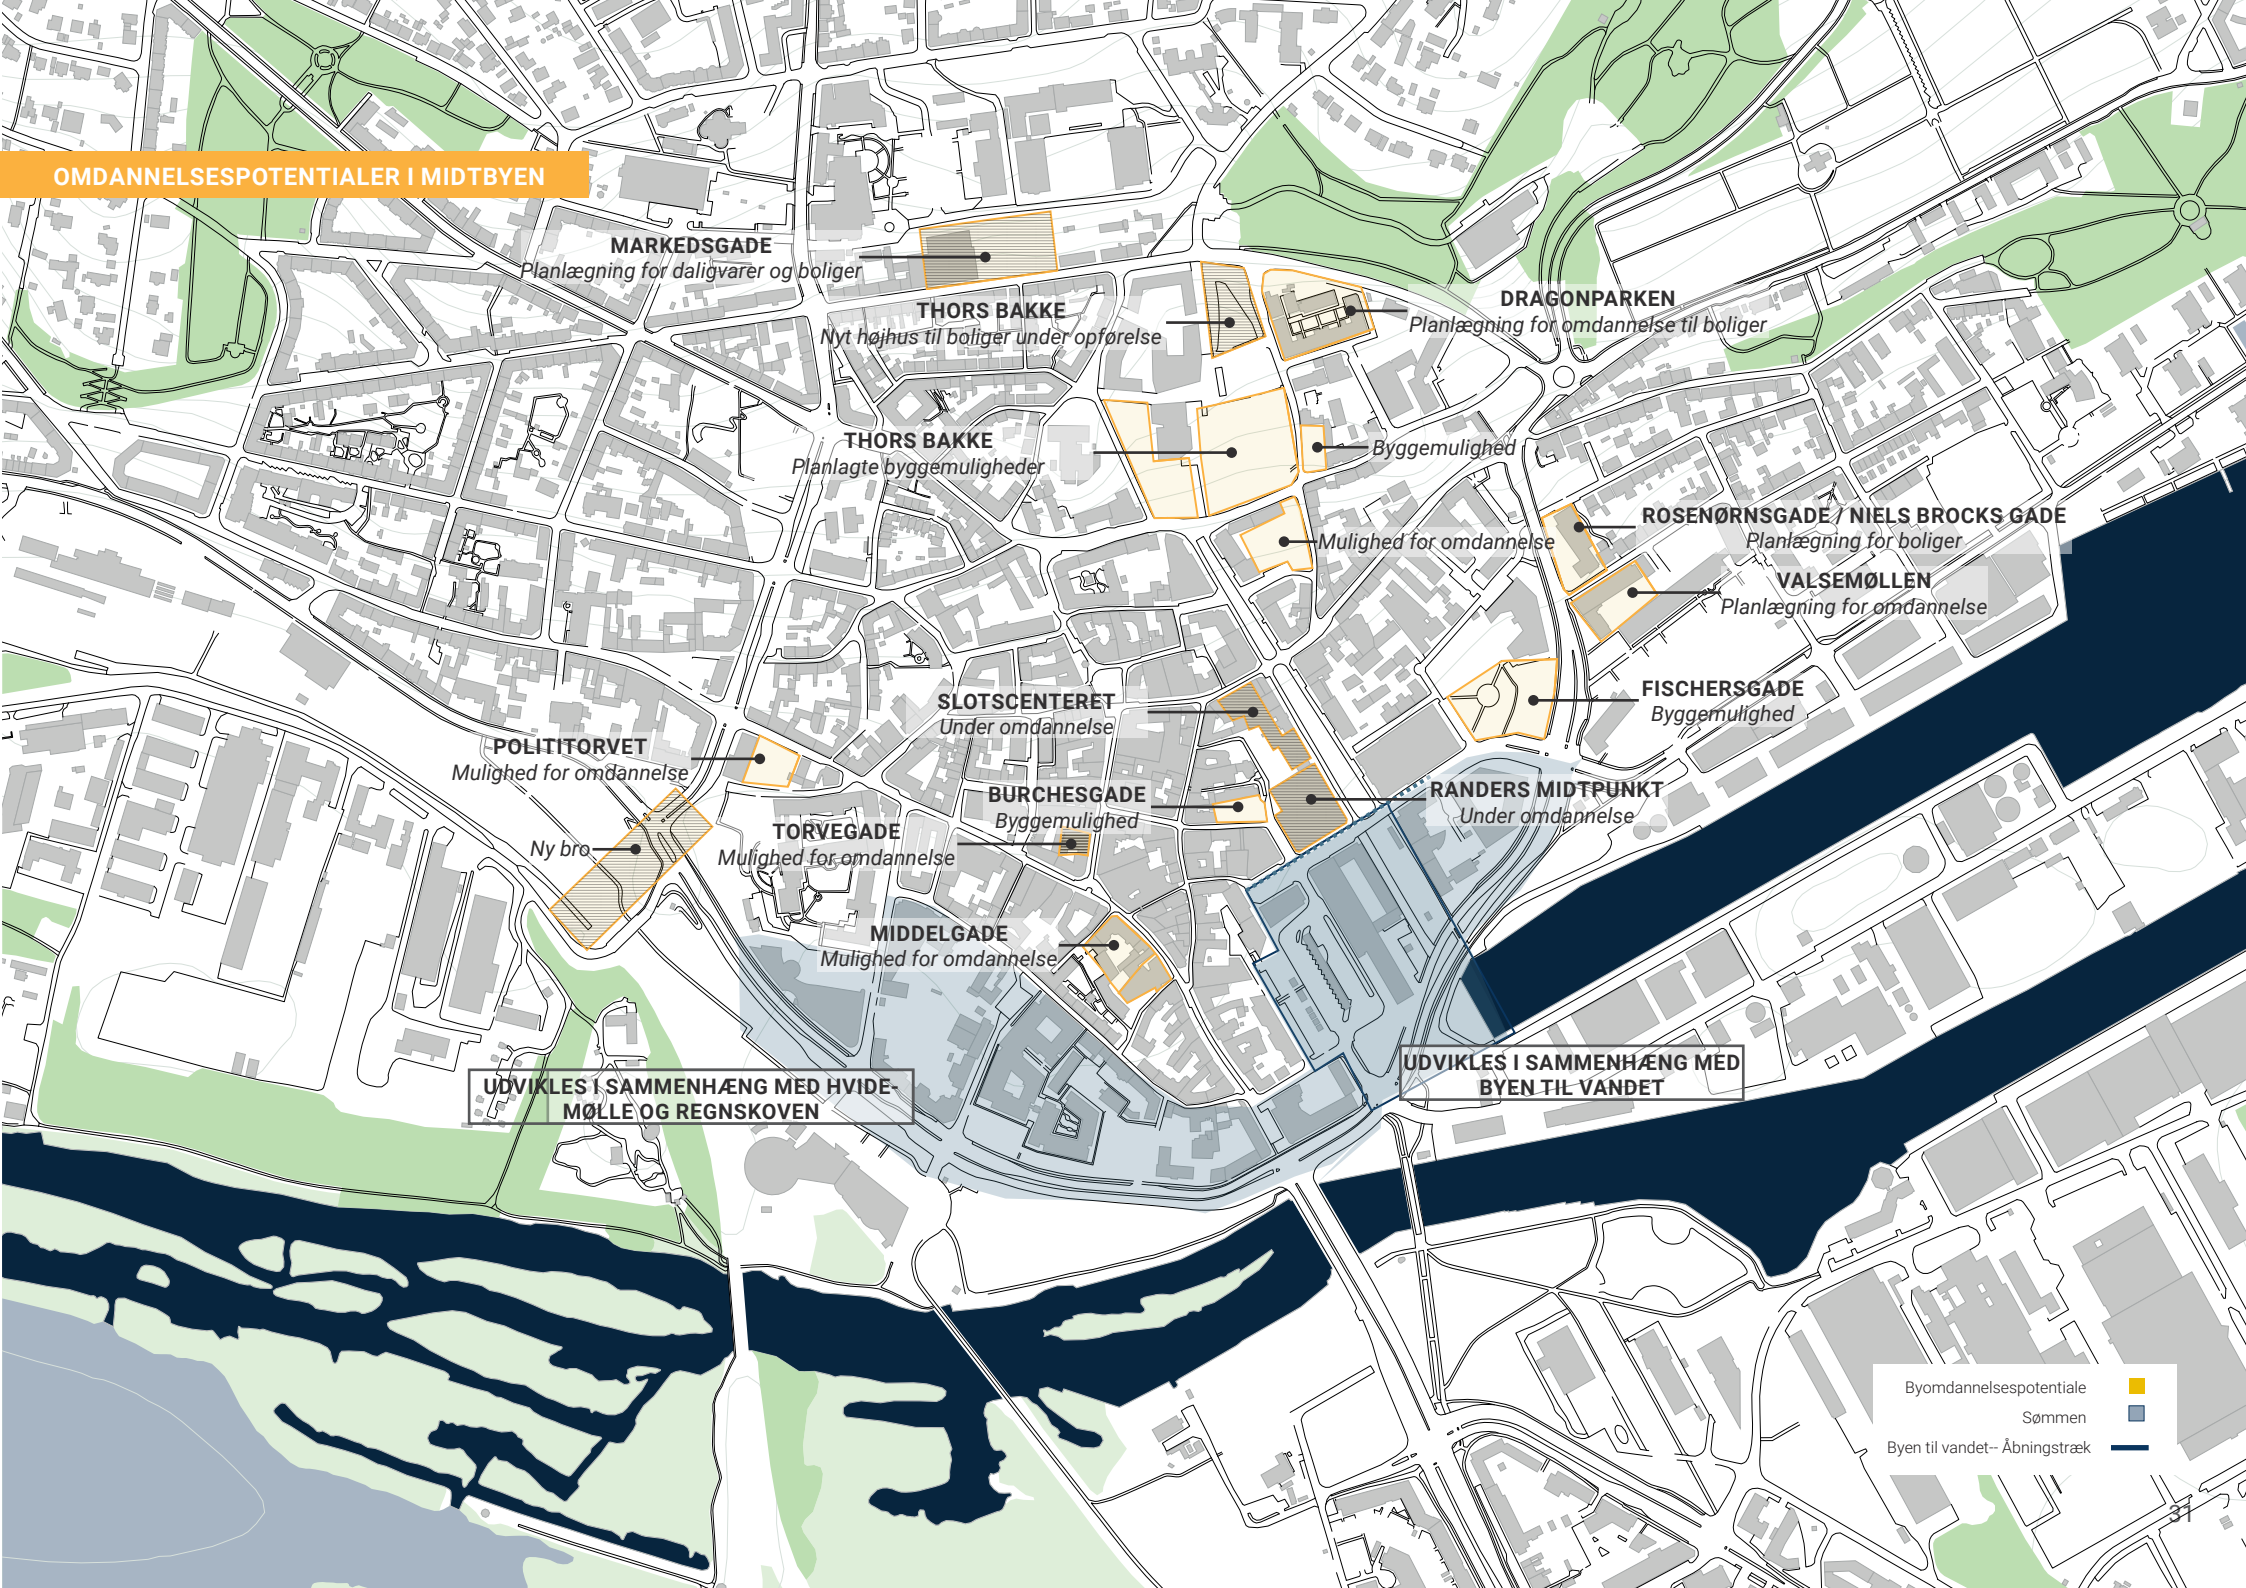 OMDANNELSESPOTENTIALER I MIDTBYEN
MARKEDSGADE
Planlægning for daligvarer og boliger
THORS BAKKE
Nyt højhus til boliger under opførelse
DRAGONPARKEN
Planlægning for omdannelse til boliger
THORS BAKKE
Planlagte byggemuligheder
Byggemulighed
Mulighed for omdannelse
ROSENØRNSGADE / NIELS BROCKS GADE
Planlægning for boliger
VALSEMØLLEN
Planlægning for omdannelse
SLOTSCENTERET
Under omdannelse
FISCHERSGADE
Byggemulighed
POLITITORVET
Mulighed for omdannelse
BURCHESGADE
Byggemulighed
RANDERS MIDTPUNKT
Under omdannelse
TORVEGADE
Mulighed for omdannelse
Ny bro
MIDDELGADE
Mulighed for omdannelse
UDVIKLES I SAMMENHÆNG MED
BYEN TIL VANDET
UDVIKLES I SAMMENHÆNG MED HVIDE-
MØLLE OG REGNSKOVEN
Byomdannelsespotentiale
Sømmen
Byen til vandet-- Åbningstræk
31